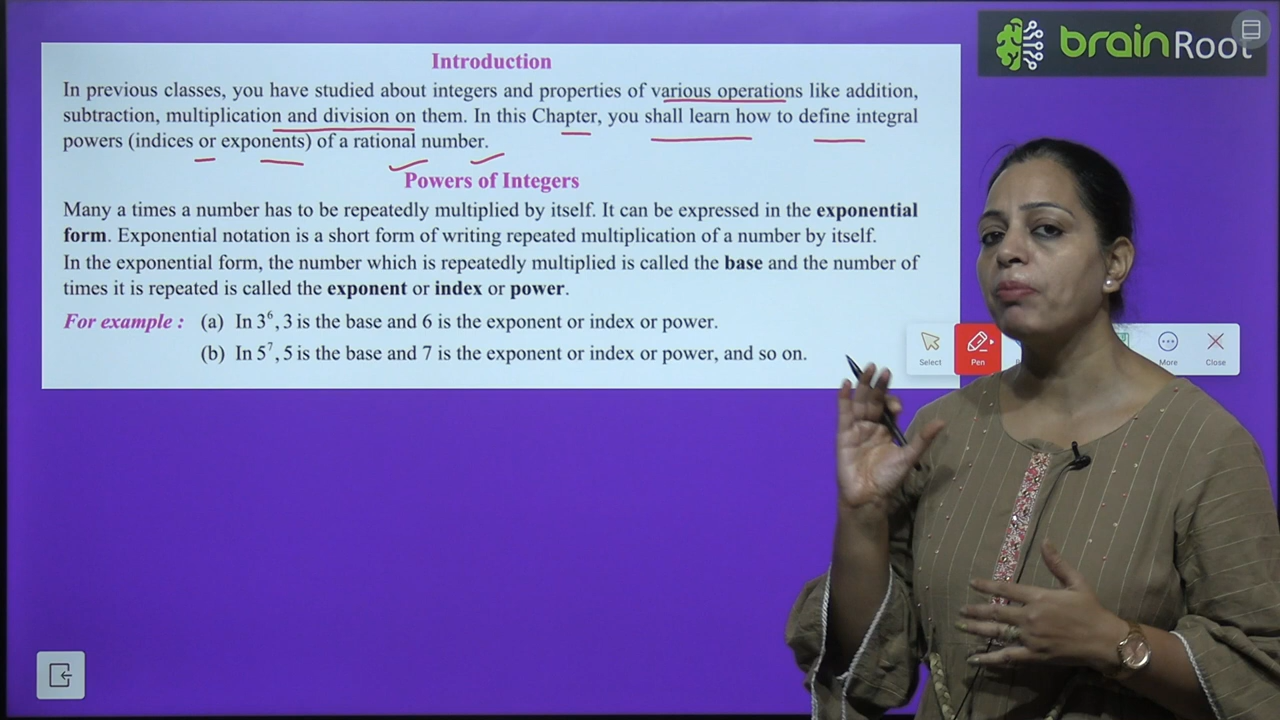 brainRoot
Introduction
In previous classes, you have studied about integers and properties of various operations like addition,
subtraction, multiplication and division on them. In this Chapter, you shall learn how to define integral
powers (indices or exponents) of a rational number.
Powers of Integers
Many a times a number has to be repeatedly multiplied by itself. It can be expressed in the exponential
form. Exponential notation is a short form of writing repeated multiplication of a number by itself.
In the exponential form, the number which is repeatedly multiplied is called the base and the number of
times it is repeated is called the exponent or index or power.
For example : (a) In 3⁶, 3 is the base and 6 is the exponent or index or power.
(b) In 5⁷, 5 is the base and 7 is the exponent or index or power, and so on.
Select Pen More Close